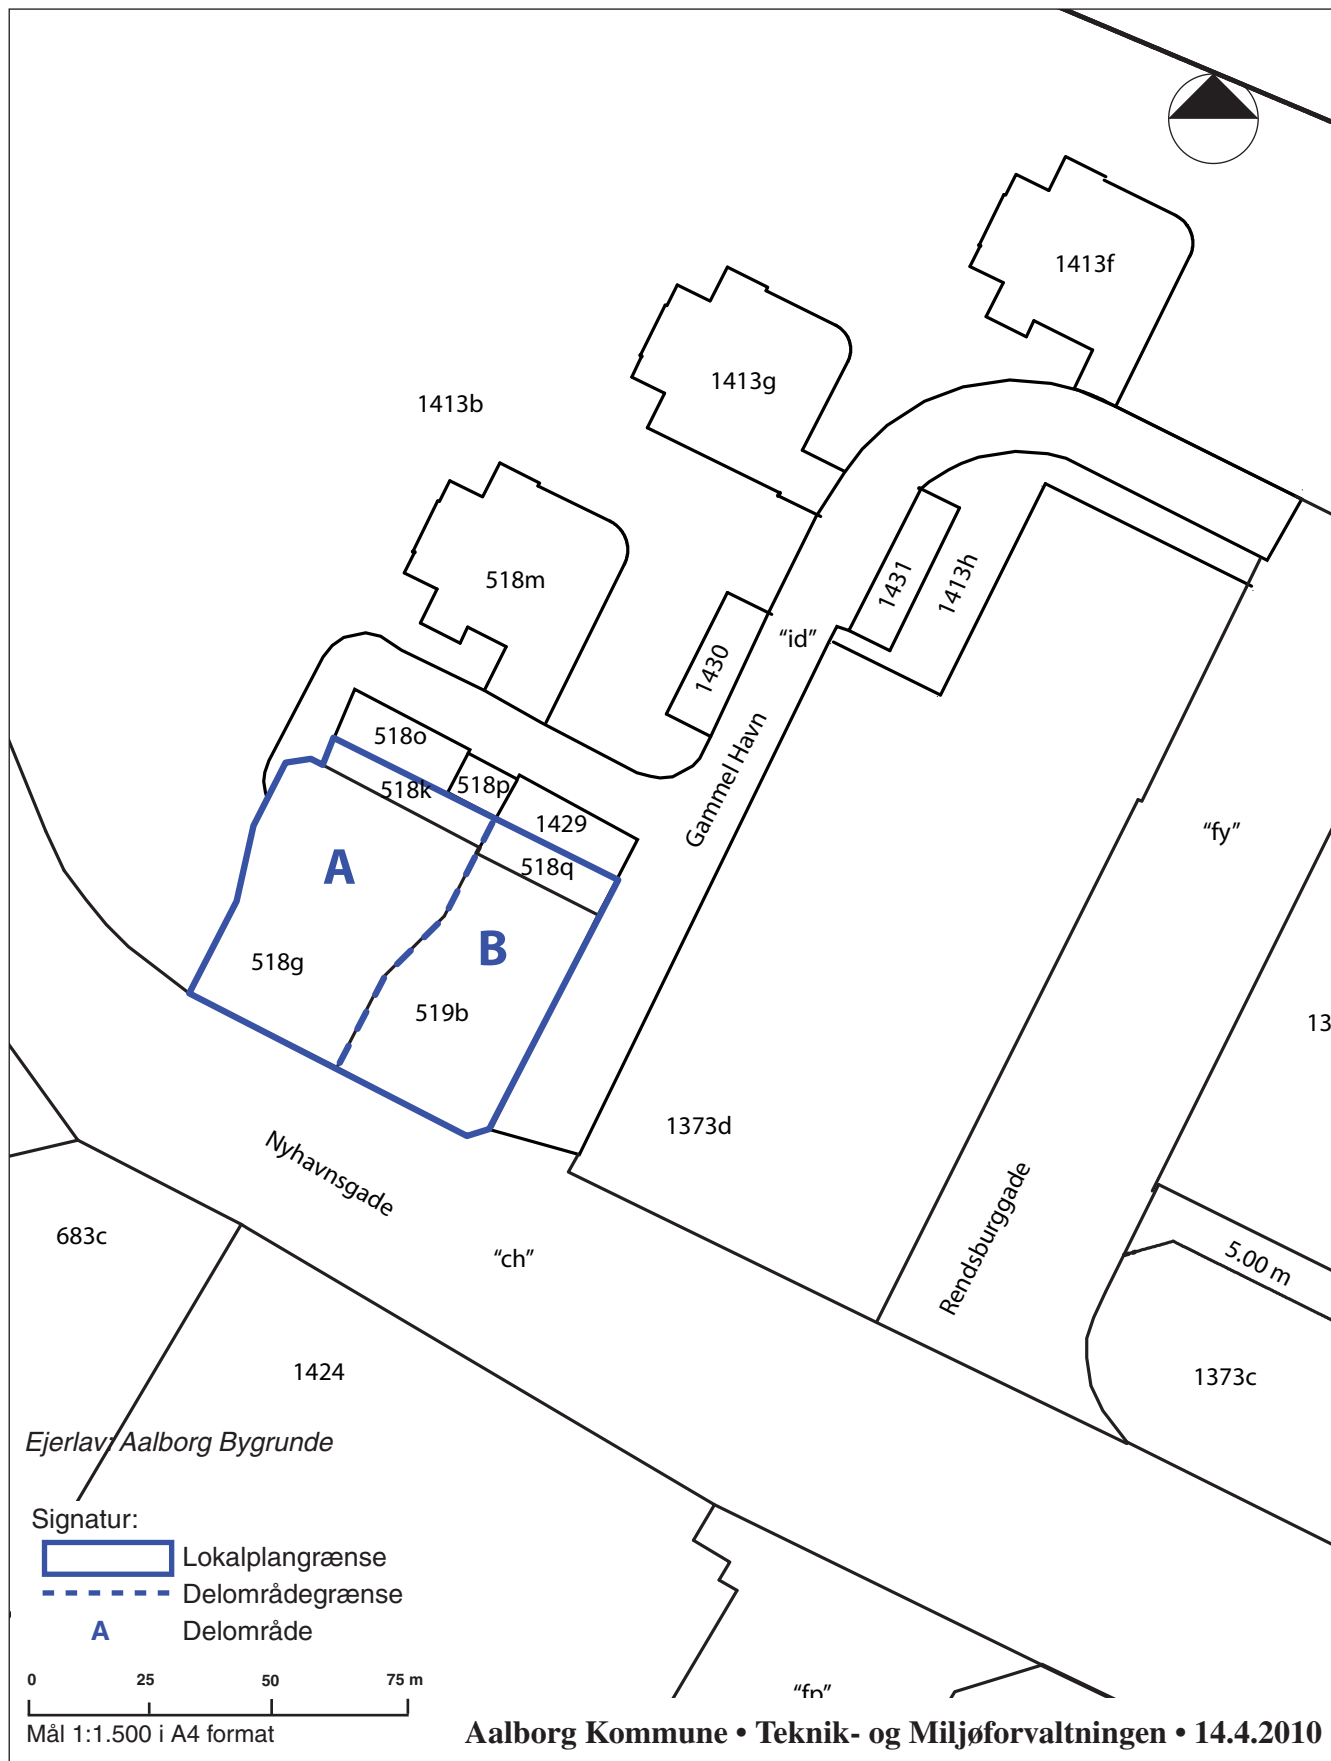 1413f
1413g
1413b
518m
1431
1413h
"id"
1430
518o
518p
518k
1429
518q
Gammel Havn
"fy"
A
B
518g
519b
1373d
Nyhavnsgade
683c
"ch"
Rendsburggade
5.00 m
1424
1373c
Ejerlav: Aalborg Bygrunde
Signatur:
Lokalplangrænse
Delområdegrænse
A Delområde
0 25 50 75 m
Mål 1:1.500 i A4 format
"fp"
Aalborg Kommune • Teknik- og Miljøforvaltningen • 14.4.2010